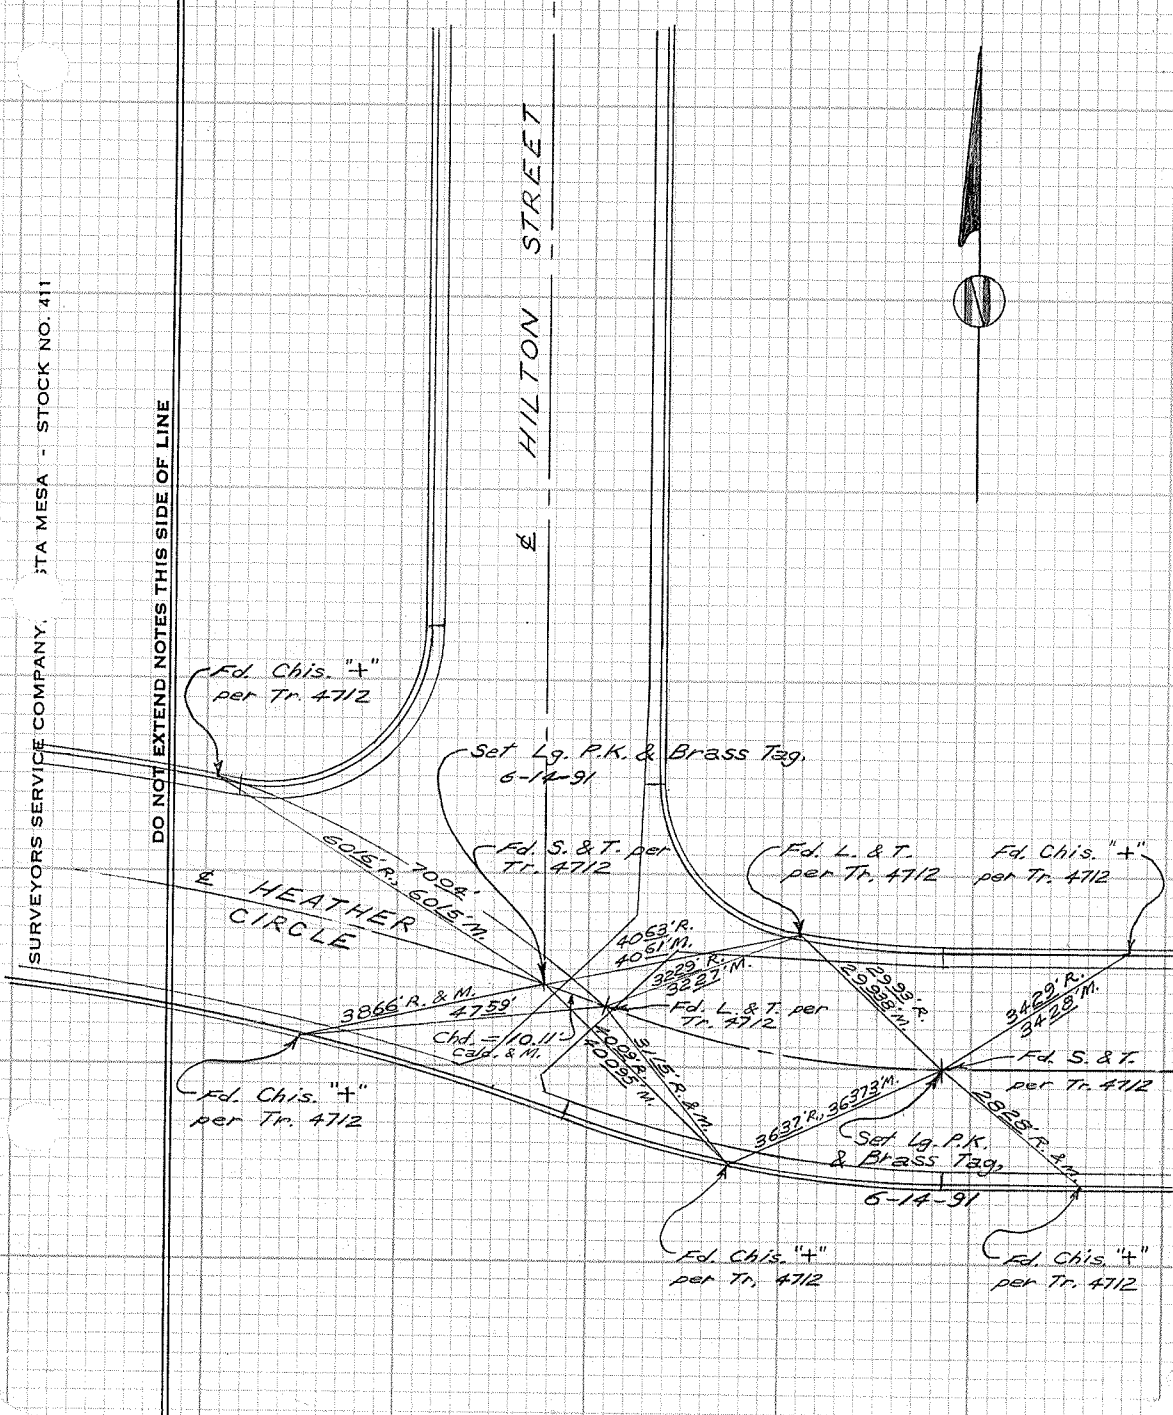 HILTON STREET
℄
N
SURVEYORS SERVICE COMPANY, STA MESA - STOCK NO. 411
DO NOT EXTEND NOTES THIS SIDE OF LINE
Fd. Chis. "+"
per Tr. 4712
Set Lg. P.K. & Brass Tag,
6-14-91
Fd. S. & T. per
Tr. 4712
Fd. L. & T.
per Tr. 4712
Fd. Chis. "+"
per Tr. 4712
60.15' R., 60.15' M.
70.04'
℄ HEATHER
CIRCLE
40.63' R.
40.61' M.
32.29' R.
32.27' M.
29.93' R.
29.938' M.
34.29' R.
34.28' M.
38.66' R. & M.
47.59'
Fd. L. & T. per
Tr. 4712
Chd. = 10.11'
Calc. & M.
40.09' R.
40.095' M.
31.15' R. & M.
Fd. S. & T.
per Tr. 4712
Fd. Chis. "+"
per Tr. 4712
36.37' R., 36.373' M.
28.28' R. & M.
Set Lg. P.K.
& Brass Tag,
6-14-91
Fd. Chis. "+"
per Tr. 4712
Fd. Chis. "+"
per Tr. 4712